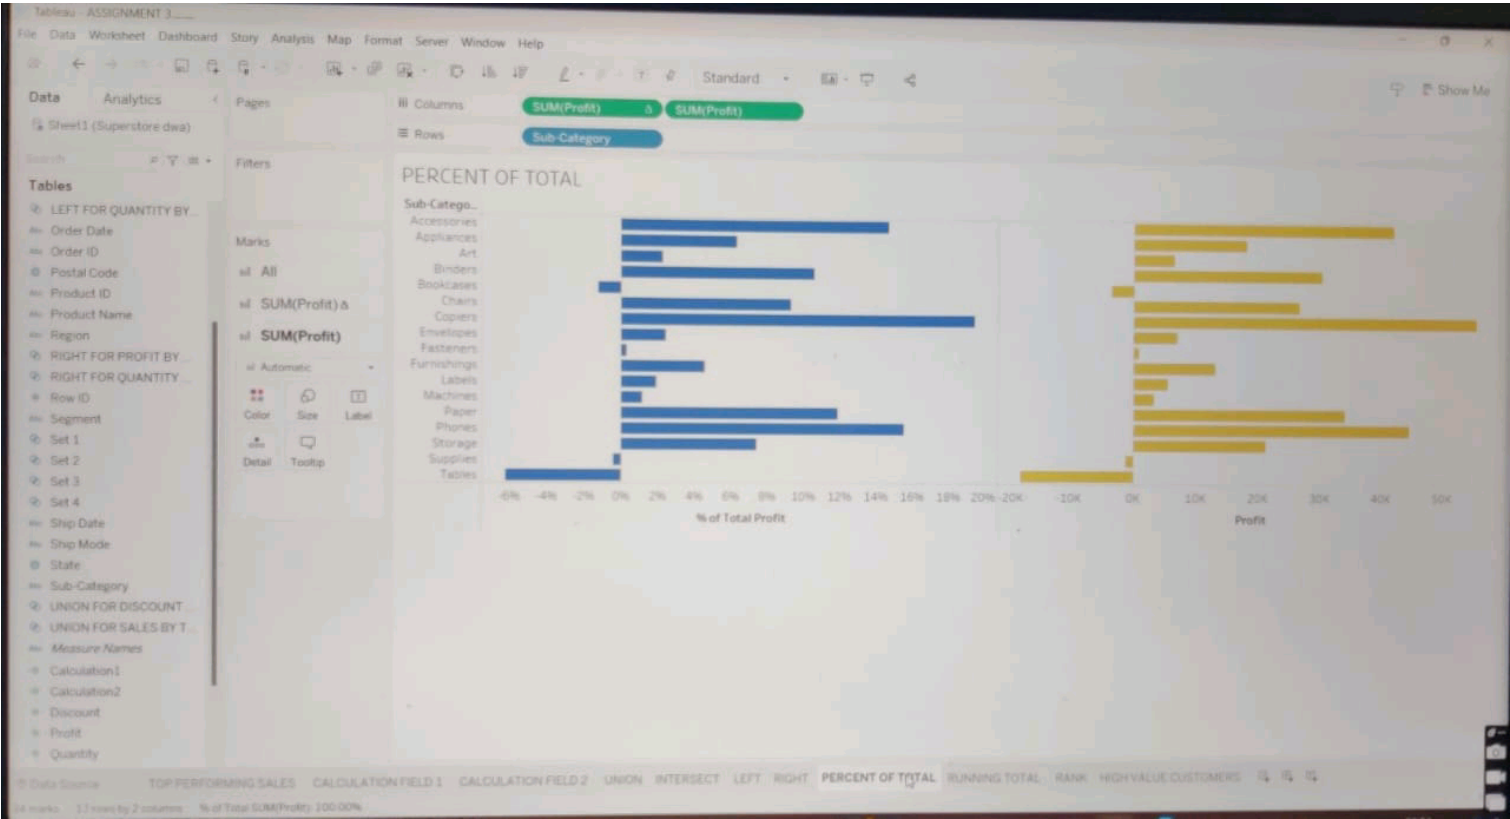 Tableau - ASSIGNMENT 3
File Data Worksheet Dashboard Story Analysis Map Format Server Window Help
Standard
Show Me
Data Analytics
Pages
Columns
SUM(Profit) Δ
SUM(Profit)
Sheet1 (Superstore dwa)
Rows
Sub-Category
Search
Filters
Tables
LEFT FOR QUANTITY BY...
Order Date
Order ID
Postal Code
Product ID
Product Name
Region
RIGHT FOR PROFIT BY...
RIGHT FOR QUANTITY ...
Row ID
Segment
Set 1
Set 2
Set 3
Set 4
Ship Date
Ship Mode
State
Sub-Category
UNION FOR DISCOUNT ...
UNION FOR SALES BY T...
Measure Names
Calculation1
Calculation2
Discount
Profit
Quantity
Marks
All
SUM(Profit) Δ
SUM(Profit)
Automatic
Color Size Label
Detail Tooltip
PERCENT OF TOTAL
Sub-Catego...
Accessories
Appliances
Art
Binders
Bookcases
Chairs
Copiers
Envelopes
Fasteners
Furnishings
Labels
Machines
Paper
Phones
Storage
Supplies
Tables
-6% -4% -2% 0% 2% 4% 6% 8% 10% 12% 14% 16% 18% 20%
% of Total Profit
-20K -10K 0K 10K 20K 30K 40K 50K
Profit
Data Source TOP PERFORMING SALES CALCULATION FIELD 1 CALCULATION FIELD 2 UNION INTERSECT LEFT RIGHT PERCENT OF TOTAL RUNNING TOTAL RANK HIGH VALUE CUSTOMERS
marks 17 rows by 2 columns % of Total SUM(Profit): 100.00%